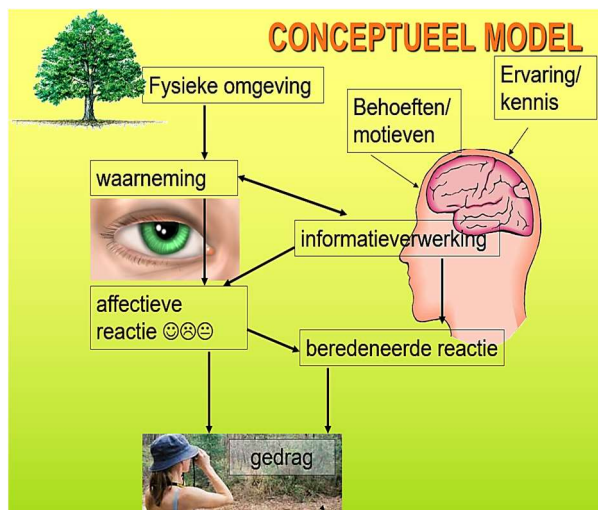 CONCEPTUEEL MODEL
Fysieke omgeving
Behoeften/
motieven
Ervaring/
kennis
waarneming
informatieverwerking
affectieve
reactie ☺☹😐
beredeneerde reactie
gedrag